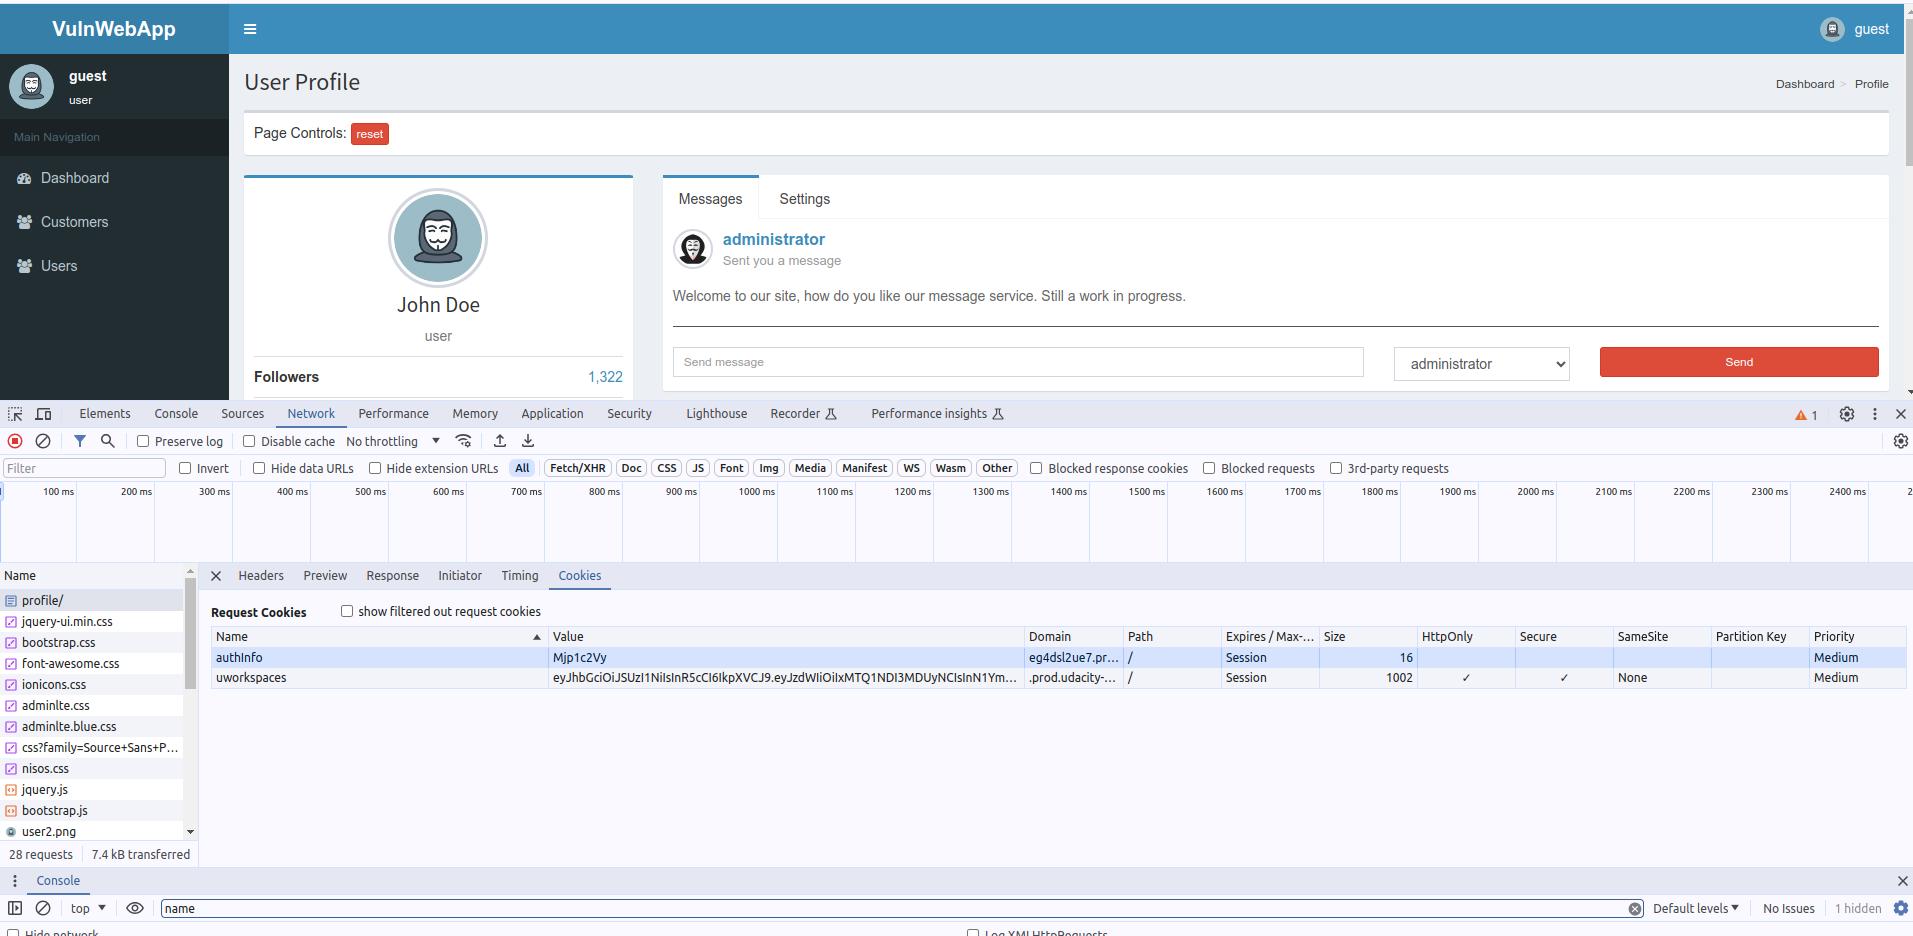 VulnWebApp
guest
guest
user
Main Navigation
Dashboard
Customers
Users
User Profile
Dashboard > Profile
Page Controls: reset
John Doe
user
Followers 1,322
Messages Settings
administrator
Sent you a message
Welcome to our site, how do you like our message service. Still a work in progress.
Send message administrator Send
Elements Console Sources Network Performance Memory Application Security Lighthouse Recorder Performance insights 1
Preserve log Disable cache No throttling
Filter Invert Hide data URLs Hide extension URLs All Fetch/XHR Doc CSS JS Font Img Media Manifest WS Wasm Other Blocked response cookies Blocked requests 3rd-party requests
100 ms 200 ms 300 ms 400 ms 500 ms 600 ms 700 ms 800 ms 900 ms 1000 ms 1100 ms 1200 ms 1300 ms 1400 ms 1500 ms 1600 ms 1700 ms 1800 ms 1900 ms 2000 ms 2100 ms 2200 ms 2300 ms 2400 ms 2
Name
profile/
jquery-ui.min.css
bootstrap.css
font-awesome.css
ionicons.css
adminlte.css
adminlte.blue.css
css?family=Source+Sans+P...
nisos.css
jquery.js
bootstrap.js
user2.png
28 requests 7.4 kB transferred
Headers Preview Response Initiator Timing Cookies
Request Cookies show filtered out request cookies
Name Value Domain Path Expires / Max-... Size HttpOnly Secure SameSite Partition Key Priority
authInfo Mjp1c2Vy eg4dsl2ue7.pr... / Session 16 Medium
uworkspaces eyJhbGciOiJSUzI1NiIsInR5cCI6IkpXVCJ9.eyJzdWIiOiIxMTQ1NDI3MDUyNCIsInN1Ym... .prod.udacity-... / Session 1002 ✓ ✓ None Medium
Console
top name Default levels No Issues 1 hidden
Hide network Log XMLHttpRequests